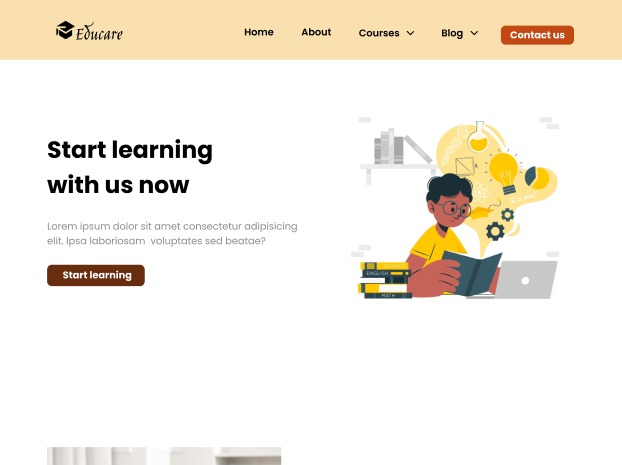 Educare
Home
About
Courses
Blog
Contact us
Start learning
with us now
Lorem ipsum dolor sit amet consectetur adipisicing
elit. Ipsa laboriosam voluptates sed beatae?
Start learning
ENGLISH
MATH